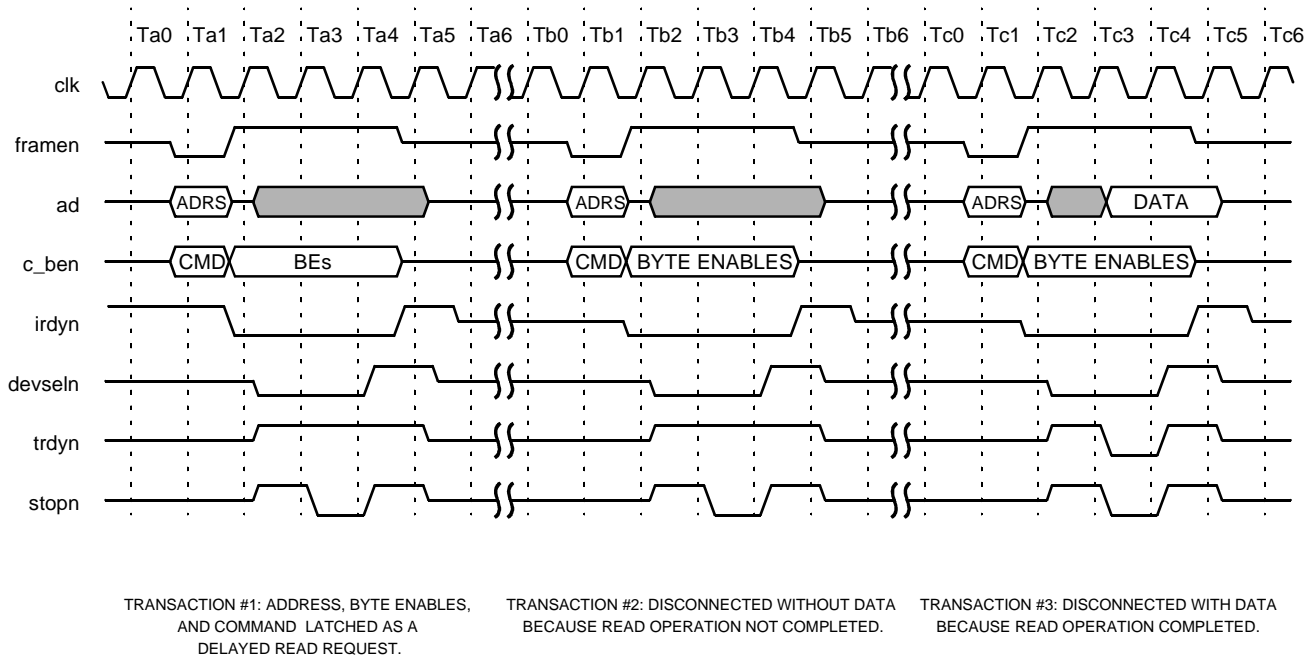 Ta0 Ta1 Ta2 Ta3 Ta4 Ta5 Ta6 Tb0 Tb1 Tb2 Tb3 Tb4 Tb5 Tb6 Tc0 Tc1 Tc2 Tc3 Tc4 Tc5 Tc6
clk
framen
ad ADRS ADRS ADRS DATA
c_ben CMD BEs CMD BYTE ENABLES CMD BYTE ENABLES
irdyn
devseln
trdyn
stopn
TRANSACTION #1: ADDRESS, BYTE ENABLES,
AND COMMAND LATCHED AS A
DELAYED READ REQUEST.
TRANSACTION #2: DISCONNECTED WITHOUT DATA
BECAUSE READ OPERATION NOT COMPLETED.
TRANSACTION #3: DISCONNECTED WITH DATA
BECAUSE READ OPERATION COMPLETED.